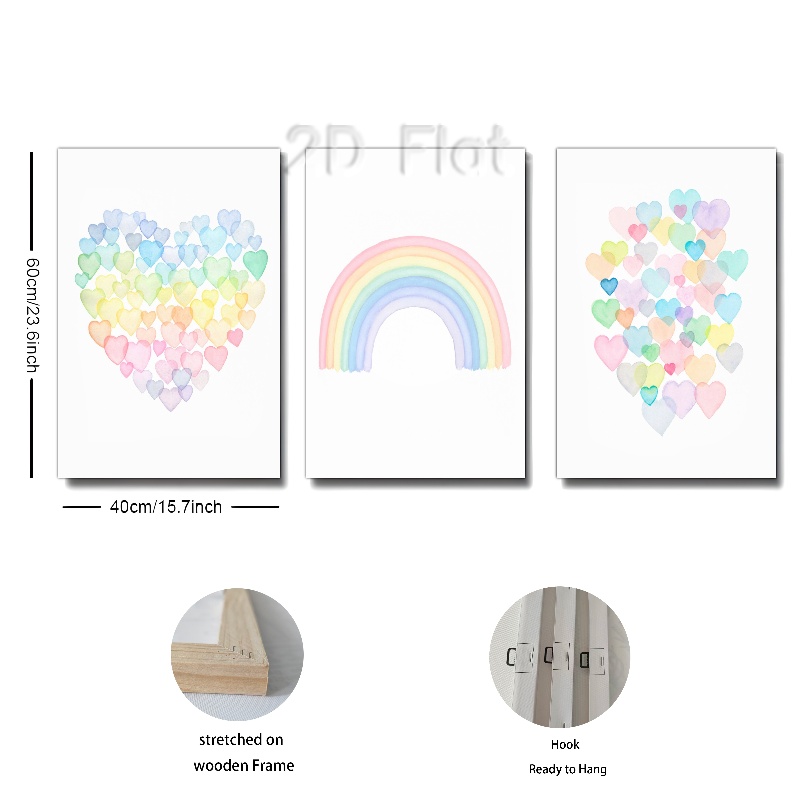 2D Flat
60cm/23.6inch
40cm/15.7inch
stretched on
wooden Frame
Hook
Ready to Hang